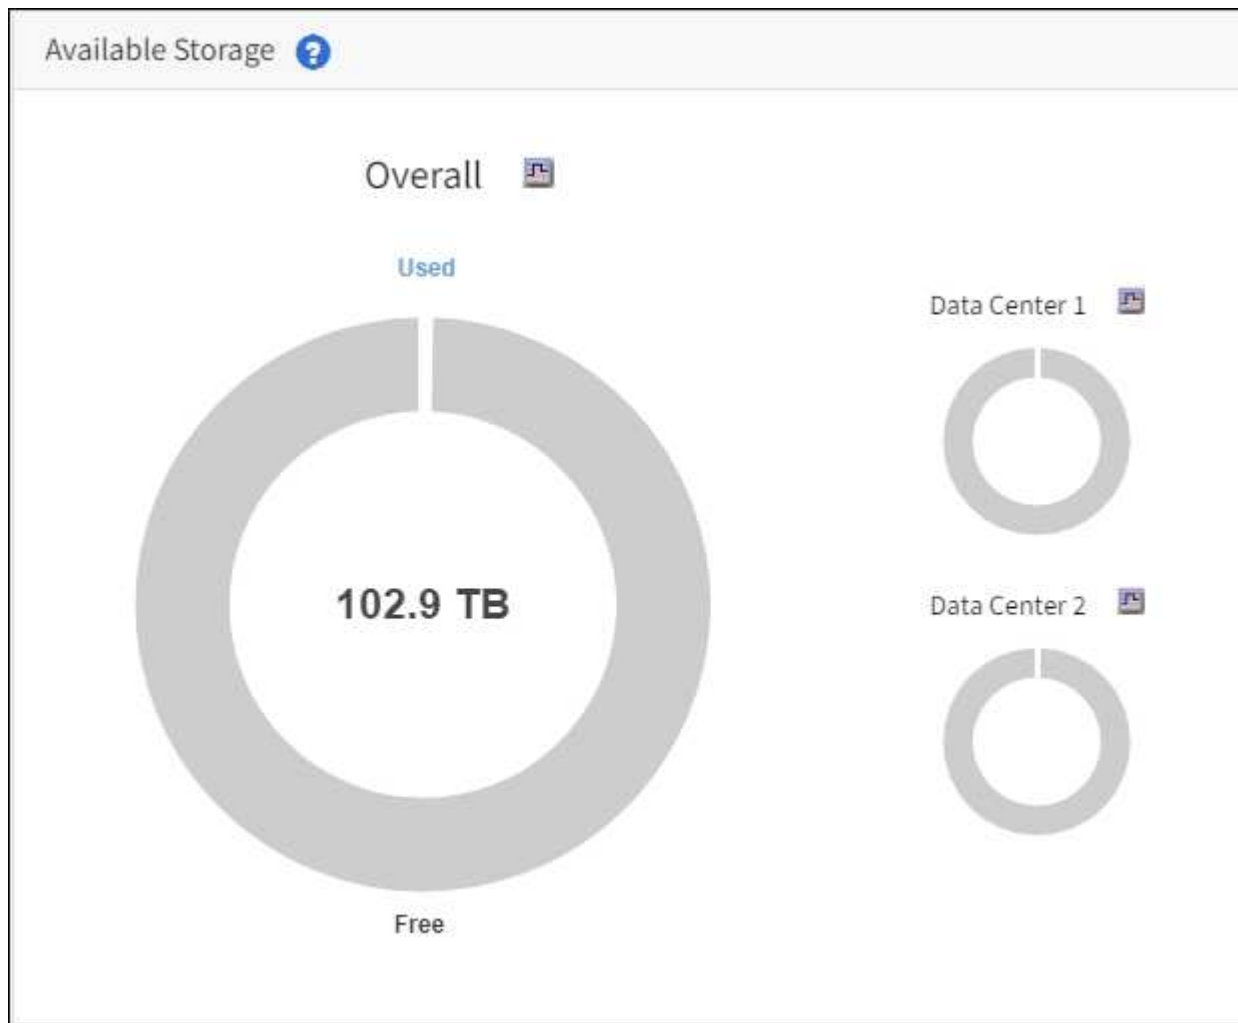 Available Storage ?
Overall
Used
102.9 TB
Free
Data Center 1
Data Center 2